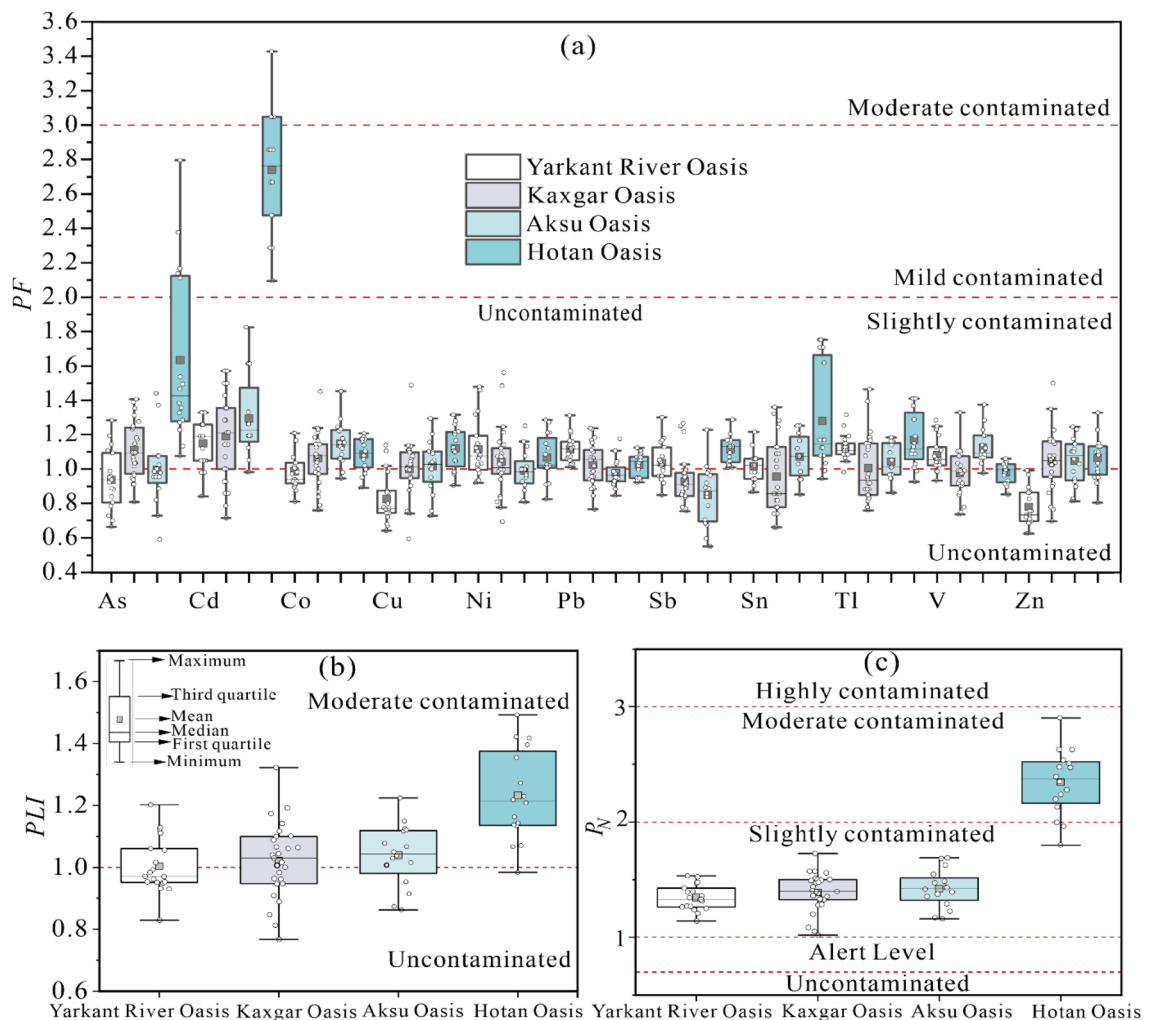 (a)
3.6
3.4
3.2
3.0
2.8
2.6
2.4
2.2
2.0
1.8
1.6
1.4
1.2
1.0
0.8
0.6
0.4
PF
Moderate contaminated
Yarkant River Oasis
Kaxgar Oasis
Aksu Oasis
Hotan Oasis
Mild contaminated
Uncontaminated
Slightly contaminated
Uncontaminated
As Cd Co Cu Ni Pb Sb Sn Tl V Zn
(b)
1.6
1.4
1.2
1.0
0.8
0.6
PLI
Maximum
Third quartile
Mean
Median
First quartile
Minimum
Moderate contaminated
Uncontaminated
Yarkant River Oasis Kaxgar Oasis Aksu Oasis Hotan Oasis
(c)
3
2
1
PN
Highly contaminated
Moderate contaminated
Slightly contaminated
Alert Level
Uncontaminated
Yarkant River Oasis Kaxgar Oasis Aksu Oasis Hotan Oasis